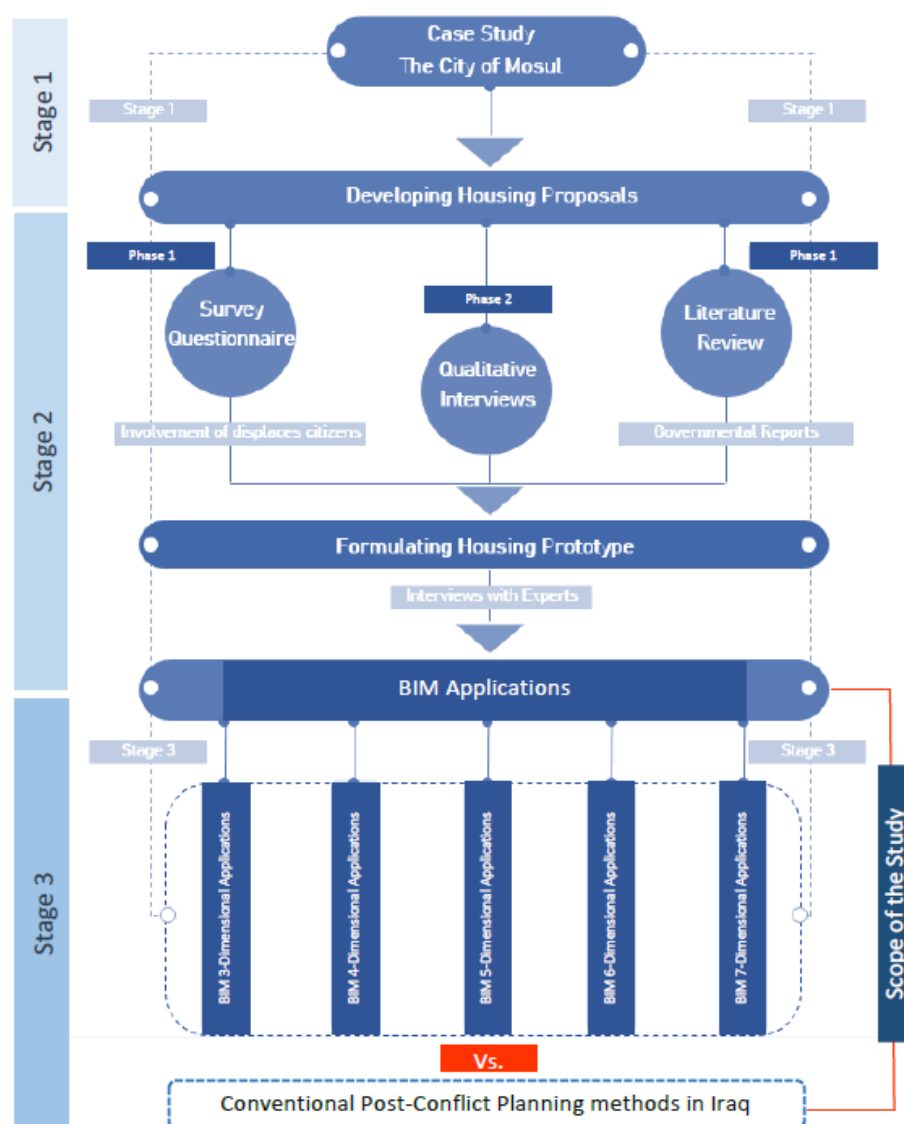 Stage 1
Case Study
The City of Mosul
Stage 1
Stage 1
Developing Housing Proposals
Stage 2
Phase 1
Phase 1
Survey
Questionnaire
Phase 2
Literature
Review
Qualitative
Interviews
Involvement of displaces citizens
Governmental Reports
Formulating Housing Prototype
Interviews with Experts
BIM Applications
Stage 3
Stage 3
Stage 3
BIM 3-Dimensional Applications
BIM 4-Dimensional Applications
BIM 5-Dimensional Applications
BIM 6-Dimensional Applications
BIM 7-Dimensional Applications
Scope of the Study
Vs.
Conventional Post-Conflict Planning methods in Iraq